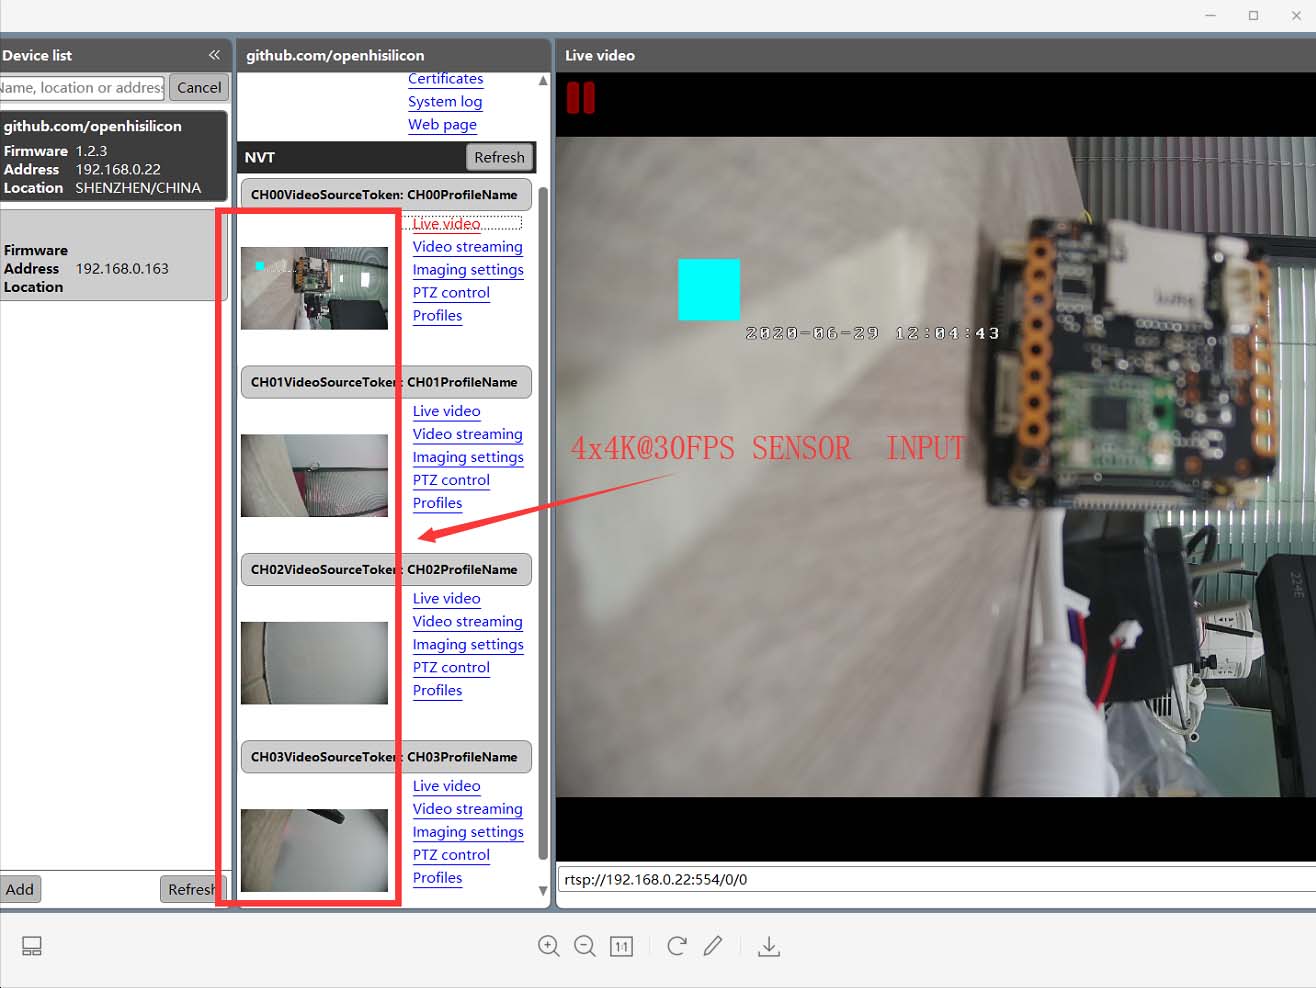 Device list
github.com/openhisilicon
Live video
Name, location or address
Cancel
github.com/openhisilicon
Firmware 1.2.3
Address 192.168.0.22
Location SHENZHEN/CHINA
Firmware
Address 192.168.0.163
Location
Add
Refresh
Certificates
System log
Web page
NVT
Refresh
CH00VideoSourceToken: CH00ProfileName
Live video
Video streaming
Imaging settings
PTZ control
Profiles
CH01VideoSourceToken: CH01ProfileName
Live video
Video streaming
Imaging settings
PTZ control
Profiles
CH02VideoSourceToken: CH02ProfileName
Live video
Video streaming
Imaging settings
PTZ control
Profiles
CH03VideoSourceToken: CH03ProfileName
Live video
Video streaming
Imaging settings
PTZ control
Profiles
2020-06-29 12:04:43
4x4K@30FPS SENSOR INPUT
224E
rtsp://192.168.0.22:554/0/0
1:1